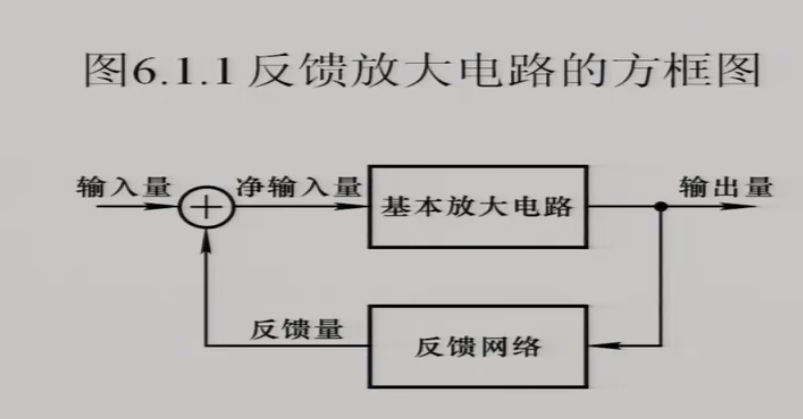 图6.1.1 反馈放大电路的方框图
输入量
净输入量
基本放大电路
输出量
反馈量
反馈网络